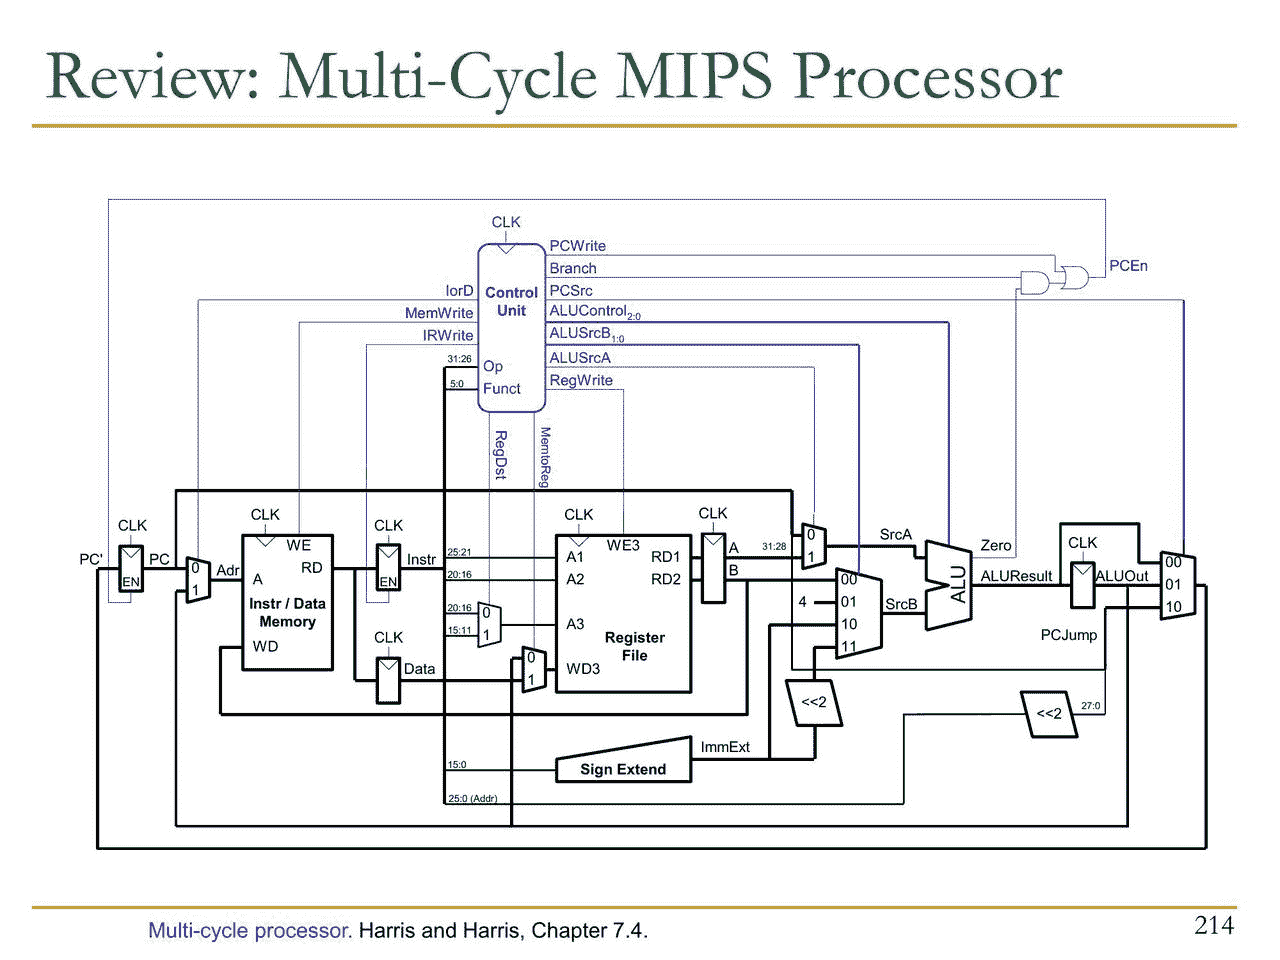 Review: Multi-Cycle MIPS Processor
CLK
PCWrite
Branch
PCEn
IorD
Control
Unit
PCSrc
MemWrite
ALUControl2:0
IRWrite
ALUSrcB1:0
31:26
Op
ALUSrcA
5:0
Funct
RegWrite
RegDst
MemtoReg
CLK
CLK
CLK
CLK
CLK
PC'
PC
EN
0
1
Adr
WE
A
RD
Instr / Data
Memory
WD
EN
Instr
CLK
Data
25:21
20:16
20:16
0
15:11
1
0
1
A1
A2
A3
WD3
WE3
RD1
RD2
Register
File
A
B
31:28
0
1
SrcA
00
4
01
10
11
SrcB
ALU
Zero
ALUResult
CLK
ALUOut
00
01
10
PCJump
<<2
<<2
27:0
ImmExt
15:0
Sign Extend
25:0 (Addr)
Multi-cycle processor. Harris and Harris, Chapter 7.4.
214